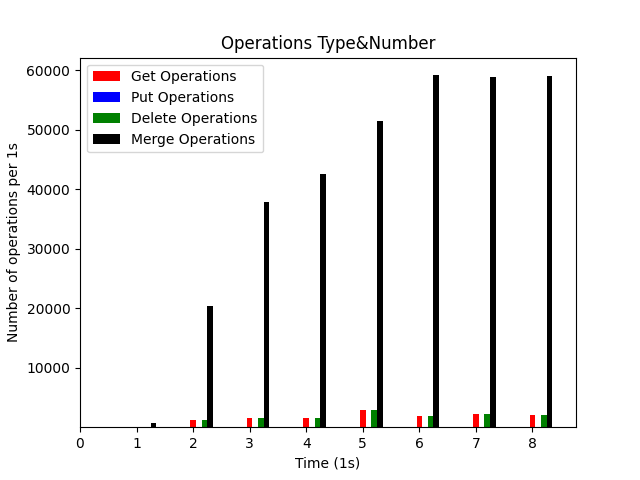 Operations Type&Number
Get Operations
Put Operations
Delete Operations
Merge Operations
60000
50000
40000
30000
20000
10000
Number of operations per 1s
0 1 2 3 4 5 6 7 8
Time (1s)